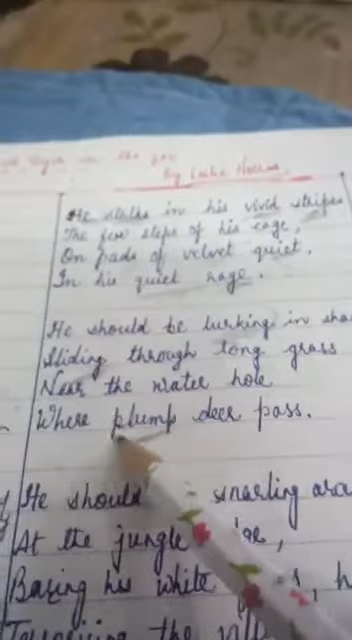 By Leslie Norris
He stalks in his vivid stripes
The few steps of his cage,
On pads of velvet quiet,
In his quiet rage.
He should be lurking in sha
Sliding through long grass
Near the water hole
Where plump deer pass.
He should snarling aro
At the jungle
Baring his white h
Terrorising the